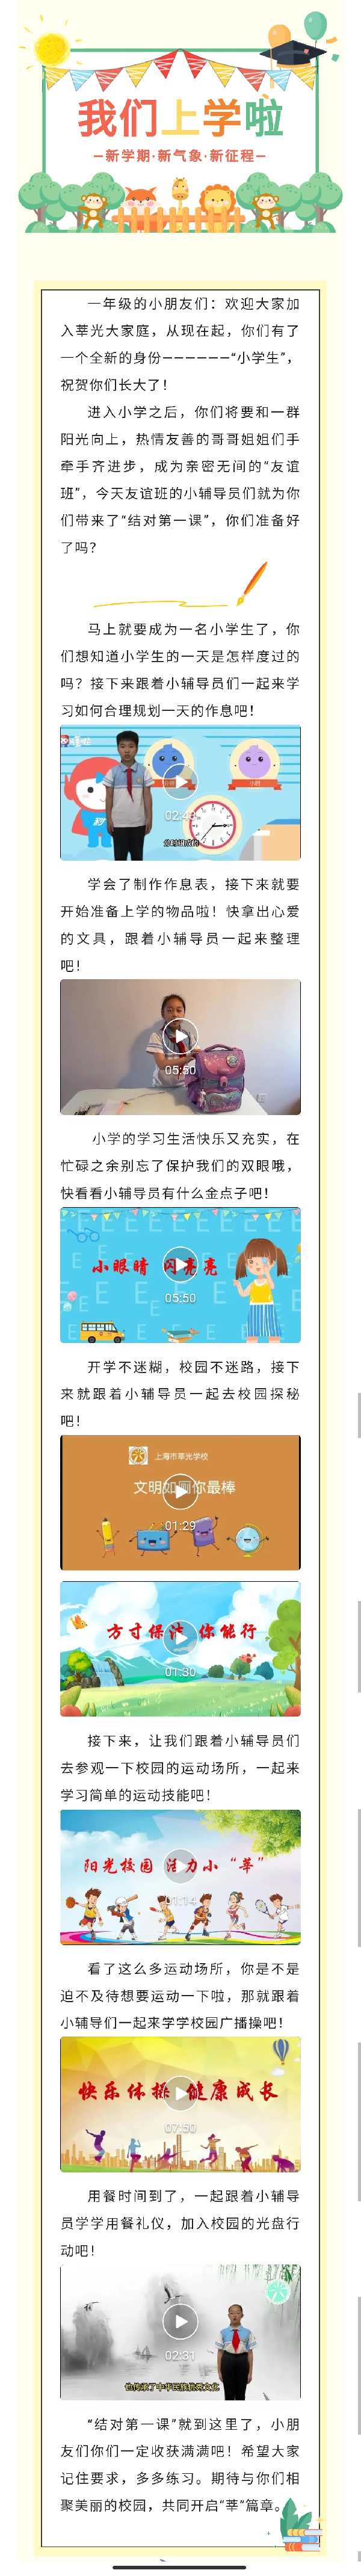 我们上学啦
—新学期·新气象·新征程—
一年级的小朋友们：欢迎大家加
入莘光大家庭，从现在起，你们有了
一个全新的身份——————“小学生”，
祝贺你们长大了！
进入小学之后，你们将要和一群
阳光向上，热情友善的哥哥姐姐们手
牵手齐进步，成为亲密无间的“友谊
班”，今天友谊班的小辅导员们就为你
们带来了“结对第一课”，你们准备好
了吗？
马上就要成为一名小学生了，你
们想知道小学生的一天是怎样度过的
吗？接下来跟着小辅导员们一起来学
习如何合理规划一天的作息吧！
学会了制作作息表，接下来就要
开始准备上学的物品啦！快拿出心爱
的文具，跟着小辅导员一起来整理
吧！
05:50
小学的学习生活快乐又充实，在
忙碌之余别忘了保护我们的双眼哦，
快看看小辅导员有什么金点子吧！
小眼睛 闪亮亮
05:50
开学不迷糊，校园不迷路，接下
来就跟着小辅导员一起去校园探秘
吧！
上海市莘光学校
文明如厕你最棒
01:29
方寸保洁 你能行
01:30
接下来，让我们跟着小辅导员们
去参观一下校园的运动场所，一起来
学习简单的运动技能吧！
阳光校园 活力小“莘”
01:14
看了这么多运动场所，你是不是
迫不及待想要运动一下啦，那就跟着
小辅导们一起来学学校园广播操吧！
快乐体操 健康成长
07:50
用餐时间到了，一起跟着小辅导
员学学用餐礼仪，加入校园的光盘行
动吧！
02:31
也传承了中华民族优秀文化
“结对第一课”就到这里了，小朋
友们你们一定收获满满吧！希望大家
记住要求，多多练习。期待与你们相
聚美丽的校园，共同开启“莘”篇章。